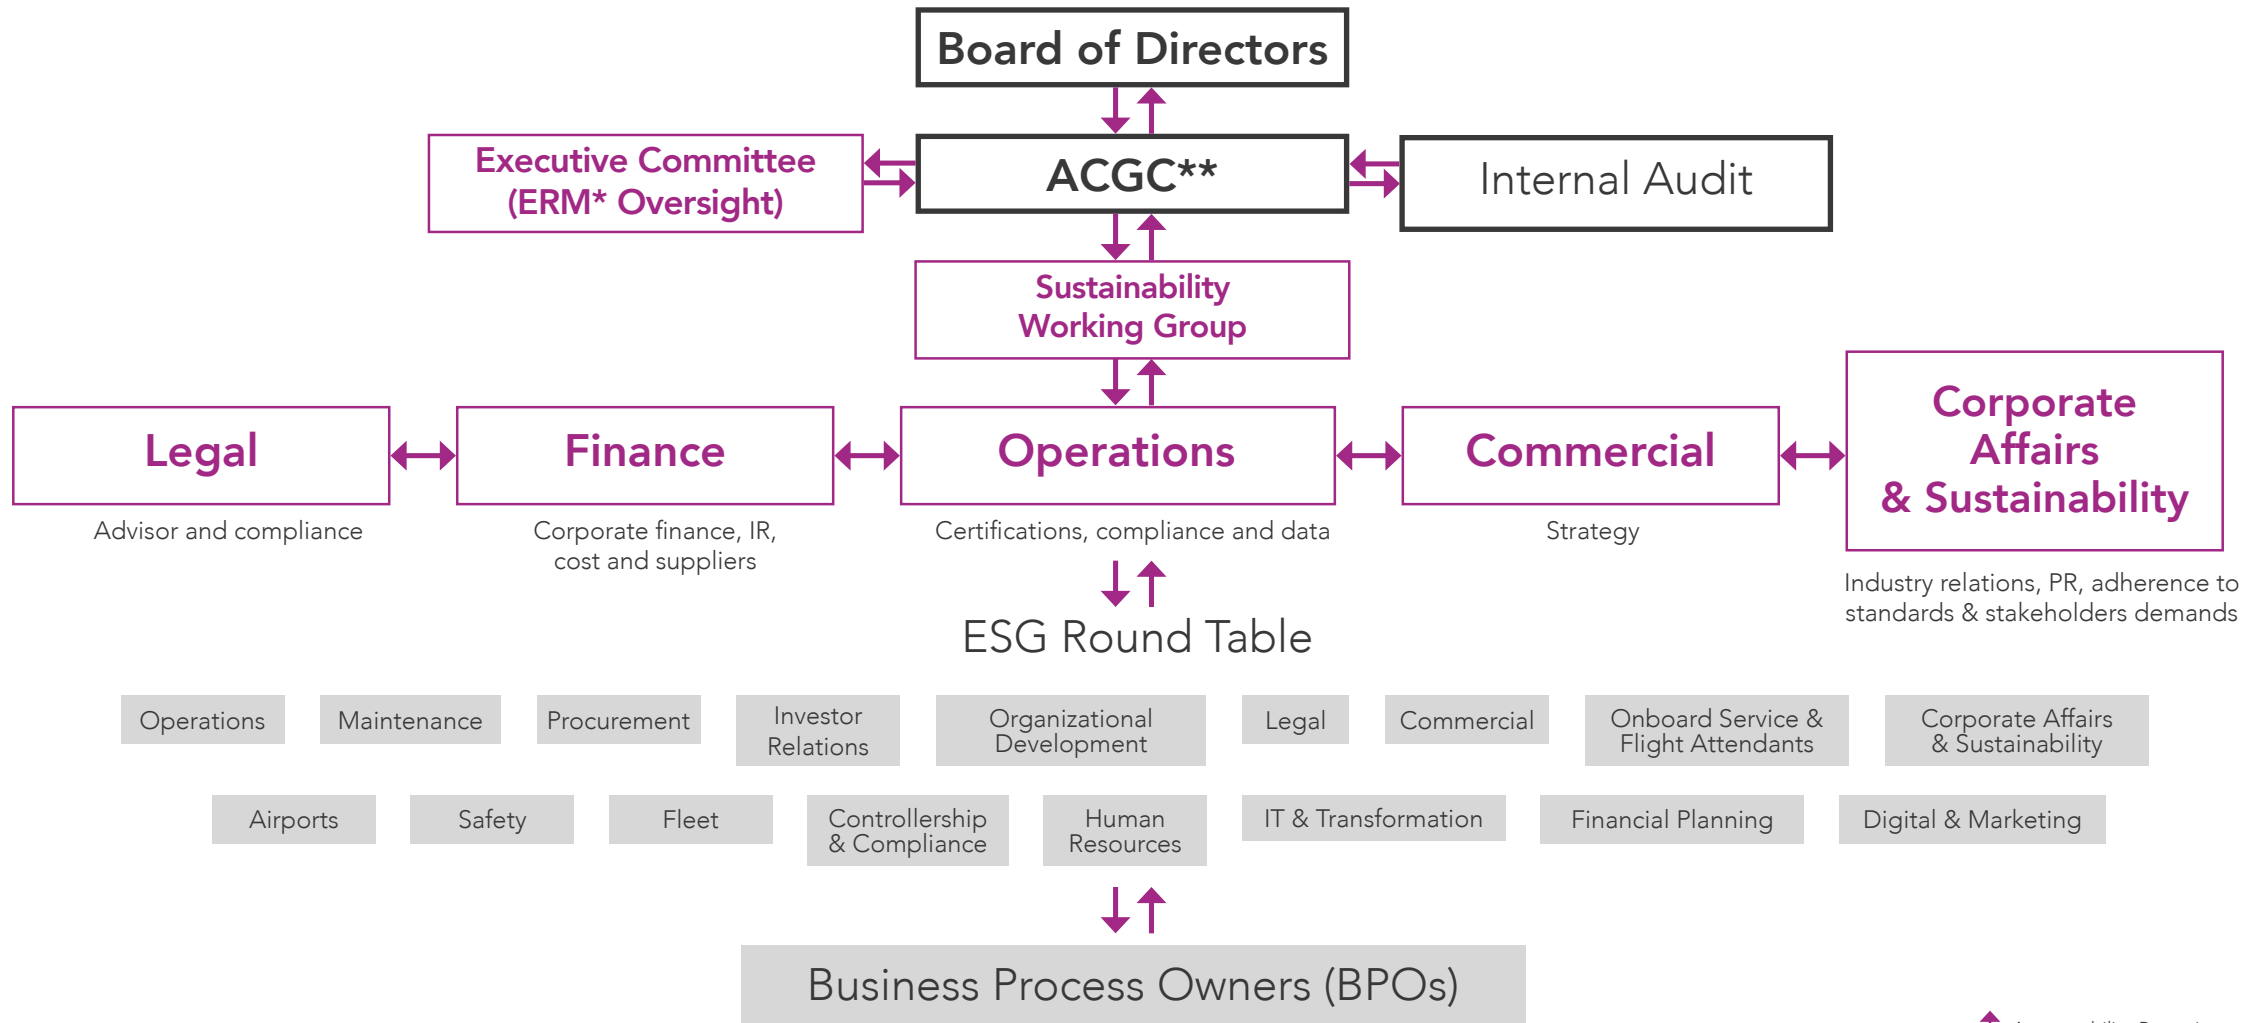 Board of Directors
Executive Committee
(ERM* Oversight)
ACGC**
Internal Audit
Sustainability
Working Group
Legal
Finance
Operations
Commercial
Corporate
Affairs
& Sustainability
Advisor and compliance
Corporate finance, IR,
cost and suppliers
Certifications, compliance and data
Strategy
Industry relations, PR, adherence to
standards & stakeholders demands
ESG Round Table
Operations
Maintenance
Procurement
Investor
Relations
Organizational
Development
Legal
Commercial
Onboard Service &
Flight Attendants
Corporate Affairs
& Sustainability
Airports
Safety
Fleet
Controllership
& Compliance
Human
Resources
IT & Transformation
Financial Planning
Digital & Marketing
Business Process Owners (BPOs)